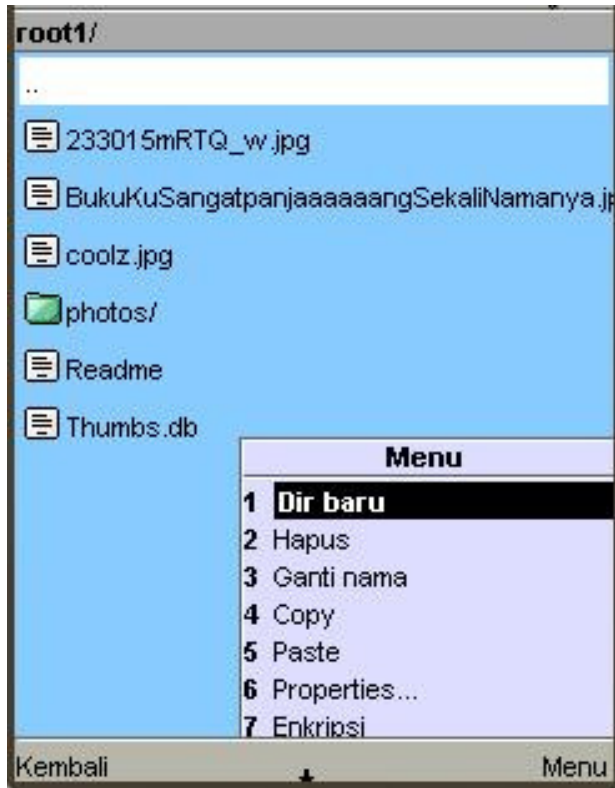 root1/
..
233015mRTQ_w.jpg
BukuKuSangatpanjaaaaaangSekaliNamanya.jp
coolz.jpg
photos/
Readme
Thumbs.db
Menu
1 Dir baru
2 Hapus
3 Ganti nama
4 Copy
5 Paste
6 Properties...
7 Enkripsi
Kembali
Menu